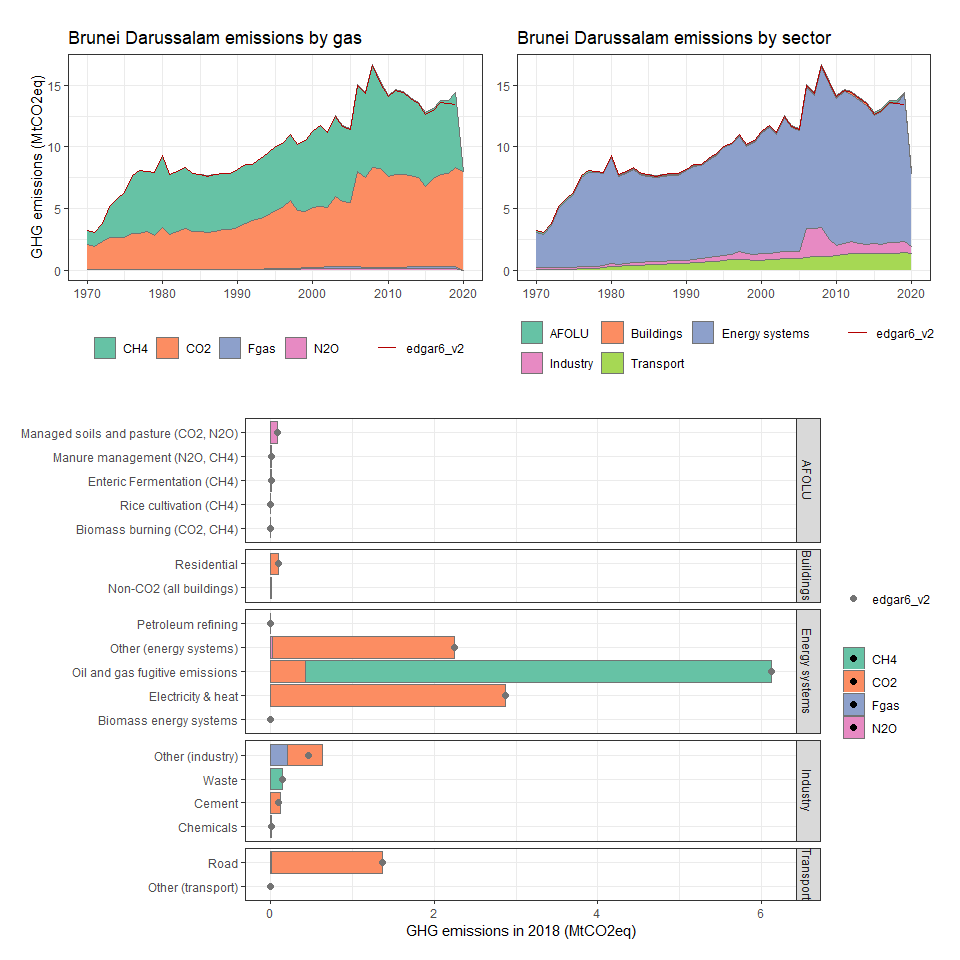 Brunei Darussalam emissions by gas
GHG emissions (MtCO2eq)
15
10
5
0
1970
1980
1990
2000
2010
2020
CH4
CO2
Fgas
N2O
edgar6_v2
Brunei Darussalam emissions by sector
15
10
5
0
1970
1980
1990
2000
2010
2020
AFOLU
Buildings
Energy systems
edgar6_v2
Industry
Transport
Managed soils and pasture (CO2, N2O)
Manure management (N2O, CH4)
Enteric Fermentation (CH4)
Rice cultivation (CH4)
Biomass burning (CO2, CH4)
AFOLU
Residential
Non-CO2 (all buildings)
Buildings
Petroleum refining
Other (energy systems)
Oil and gas fugitive emissions
Electricity & heat
Biomass energy systems
Energy systems
Other (industry)
Waste
Cement
Chemicals
Industry
Road
Other (transport)
Transport
0
2
4
6
GHG emissions in 2018 (MtCO2eq)
edgar6_v2
CH4
CO2
Fgas
N2O